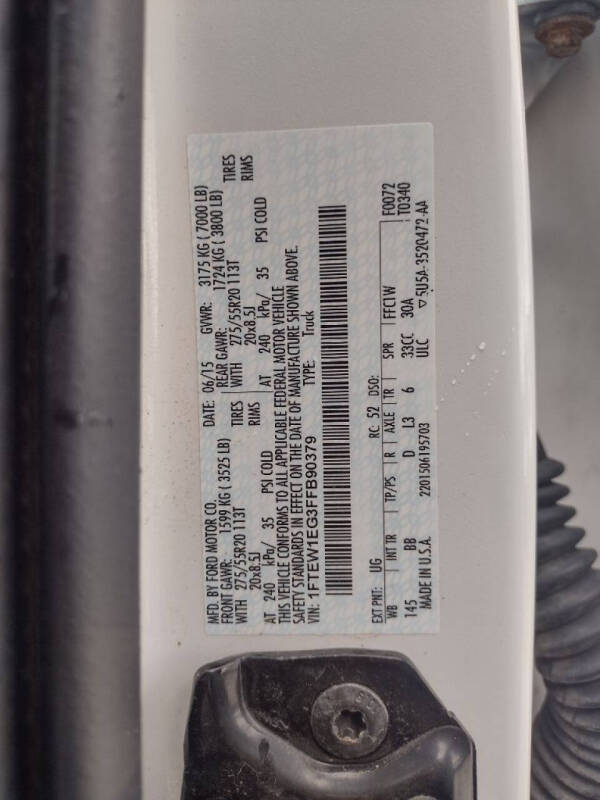 MFD. BY FORD MOTOR CO. DATE: 06/15 GVWR: 3175 KG ( 7000 LB)
FRONT GAWR: 1599 KG ( 3525 LB) REAR GAWR: 1724 KG ( 3800 LB)
WITH 275/55R20 113T TIRES WITH 275/55R20 113T TIRES
20x8.5J RIMS 20x8.5J RIMS
AT 240 kPa/ 35 PSI COLD AT 240 kPa/ 35 PSI COLD
THIS VEHICLE CONFORMS TO ALL APPLICABLE FEDERAL MOTOR VEHICLE
SAFETY STANDARDS IN EFFECT ON THE DATE OF MANUFACTURE SHOWN ABOVE.
VIN: 1FTEW1EG3FFB90379 TYPE: Truck
EXT PNT: UG RC: 52 DSO: F0072
WB INT TR TP/PS R AXLE TR SPR FFC1W T0340
145 BB D L3 6 33CC 30A
MADE IN U.S.A. 2201506195703 ULC ▽5U5A-3520472-AA